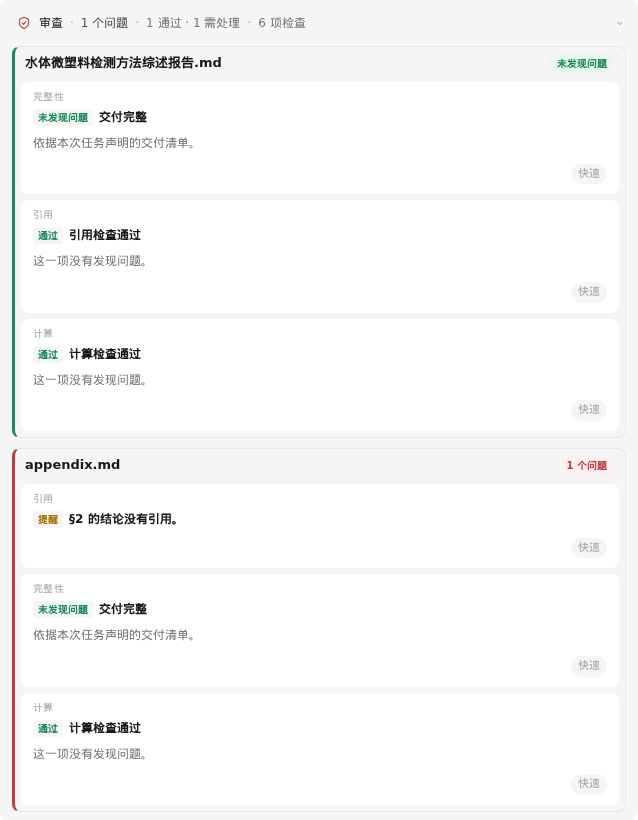 审查 · 1 个问题 · 1 通过 · 1 需处理 · 6 项检查
水体微塑料检测方法综述报告.md 未发现问题
完整性
未发现问题 交付完整
依据本次任务声明的交付清单。
快速
引用
通过 引用检查通过
这一项没有发现问题。
快速
计算
通过 计算检查通过
这一项没有发现问题。
快速
appendix.md 1 个问题
引用
提醒 §2 的结论没有引用。
快速
完整性
未发现问题 交付完整
依据本次任务声明的交付清单。
快速
计算
通过 计算检查通过
这一项没有发现问题。
快速